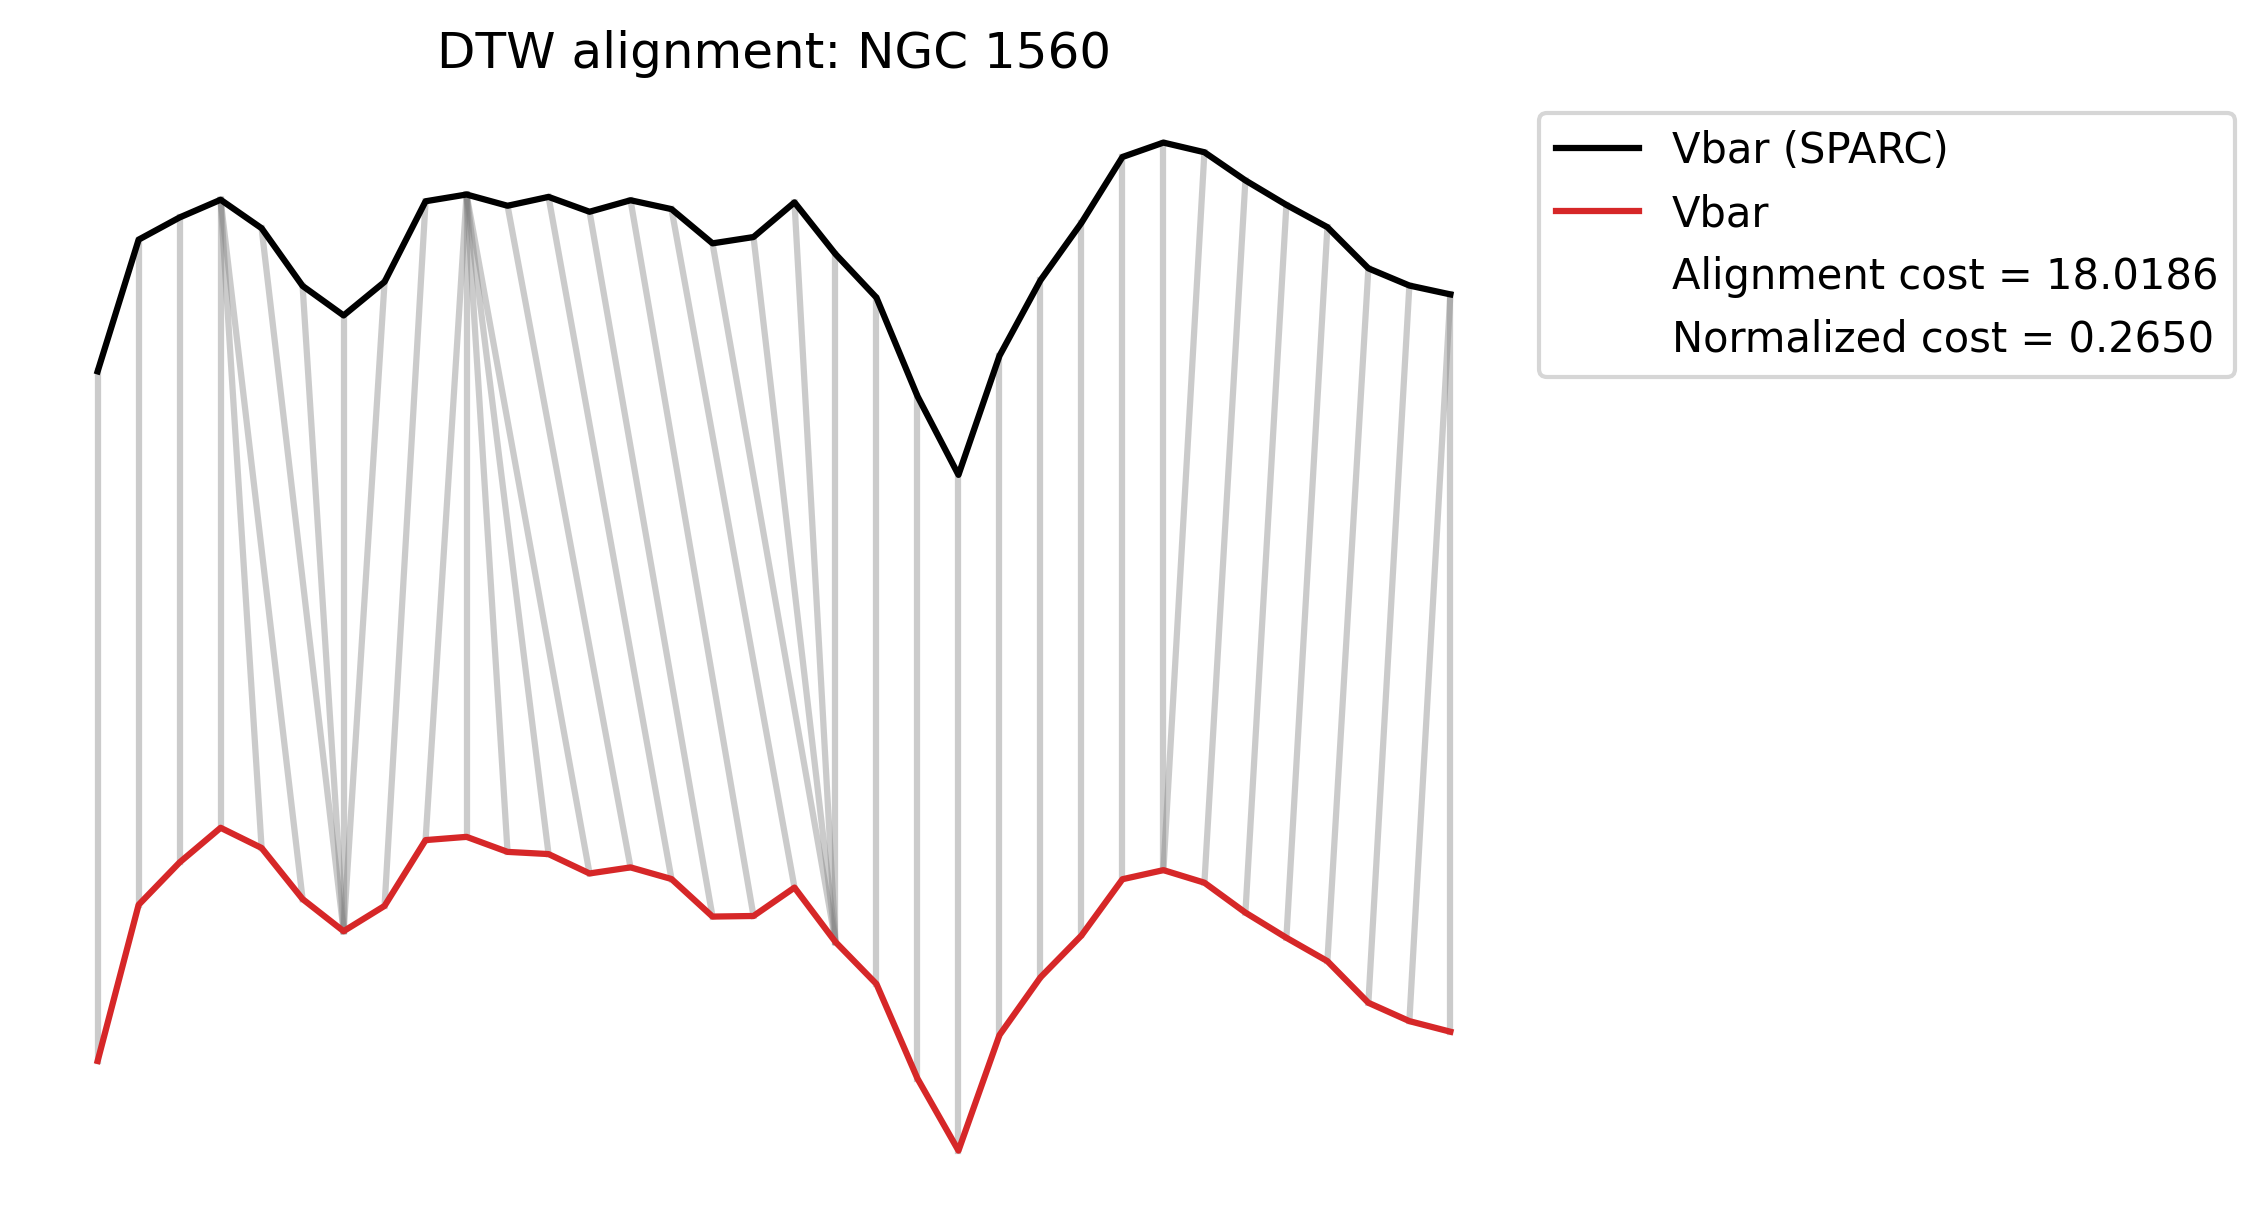 DTW alignment: NGC 1560
Vbar (SPARC)
Vbar
Alignment cost = 18.0186
Normalized cost = 0.2650